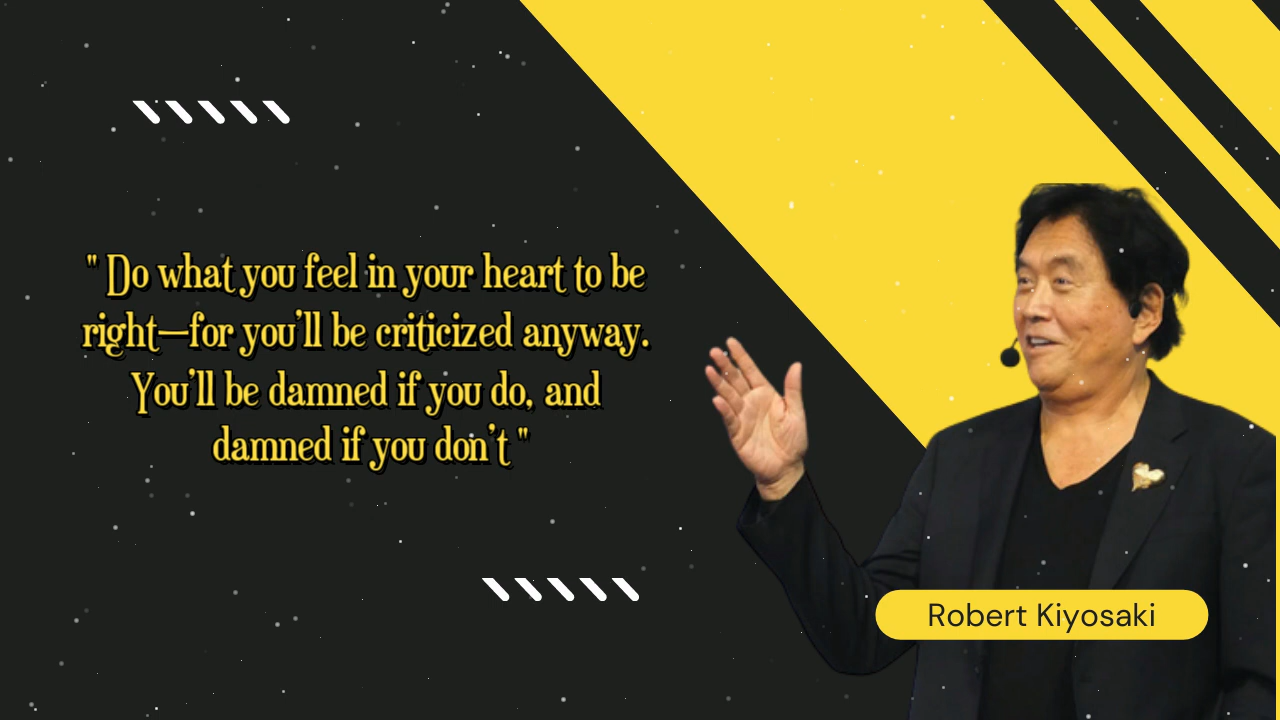 " Do what you feel in your heart to be
right—for you'll be criticized anyway.
You'll be damned if you do, and
damned if you don't "
Robert Kiyosaki